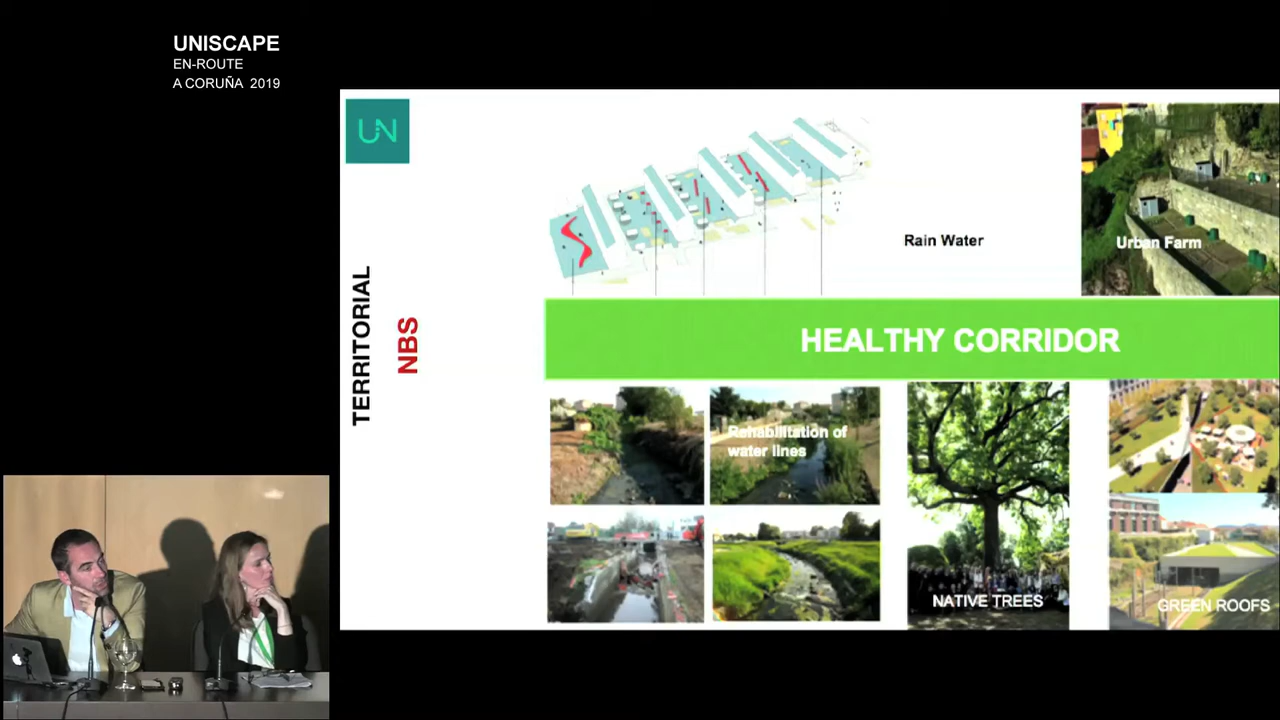 UNISCAPE
EN-ROUTE
A CORUÑA 2019
UN
TERRITORIAL
NBS
Rain Water
Urban Farm
HEALTHY CORRIDOR
Rehabilitation of
water lines
NATIVE TREES
GREEN ROOFS